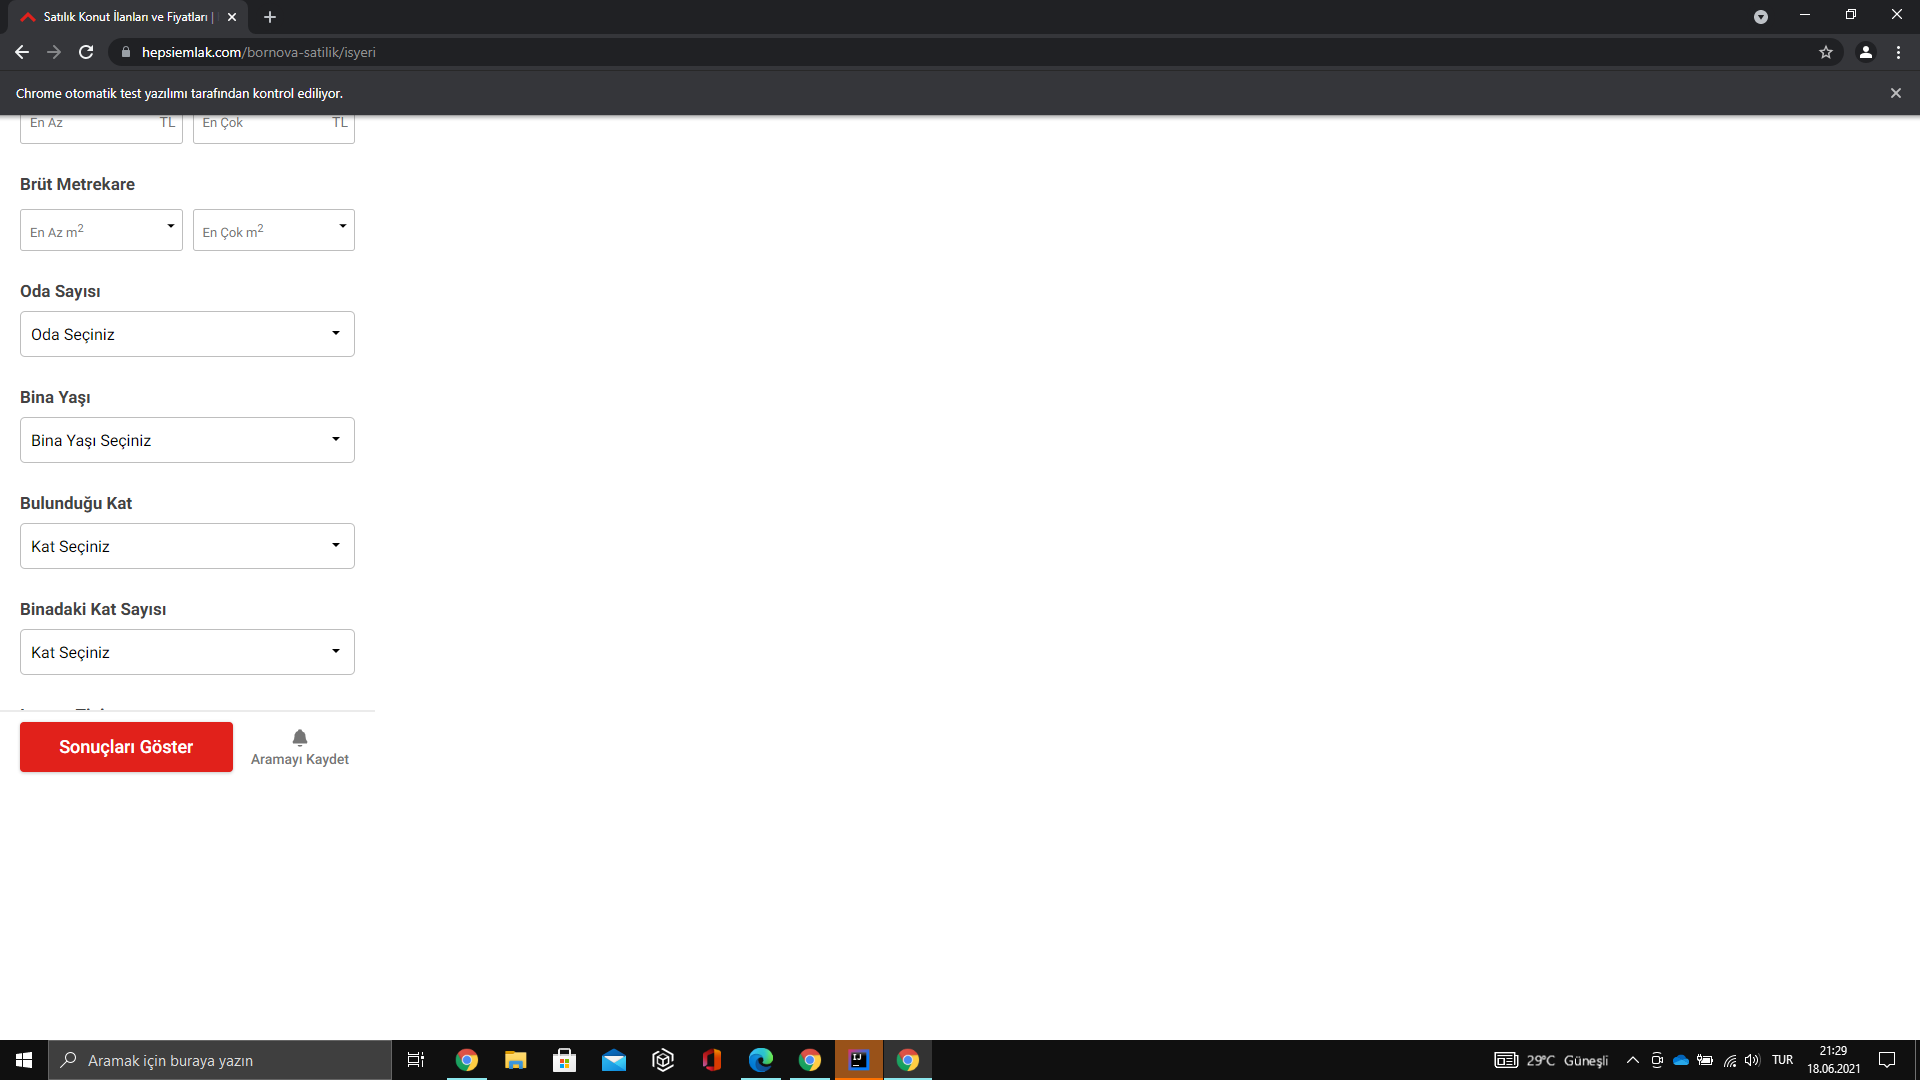 Satılık Konut İlanları ve Fiyatları |
hepsiemlak.com/bornova-satilik/isyeri
Chrome otomatik test yazılımı tarafından kontrol ediliyor.
En Az TL En Çok TL
Brüt Metrekare
En Az m2 En Çok m2
Oda Sayısı
Oda Seçiniz
Bina Yaşı
Bina Yaşı Seçiniz
Bulunduğu Kat
Kat Seçiniz
Binadaki Kat Sayısı
Kat Seçiniz
Sonuçları Göster
Aramayı Kaydet
Aramak için buraya yazın
29°C Güneşli
TUR
21:29
18.06.2021